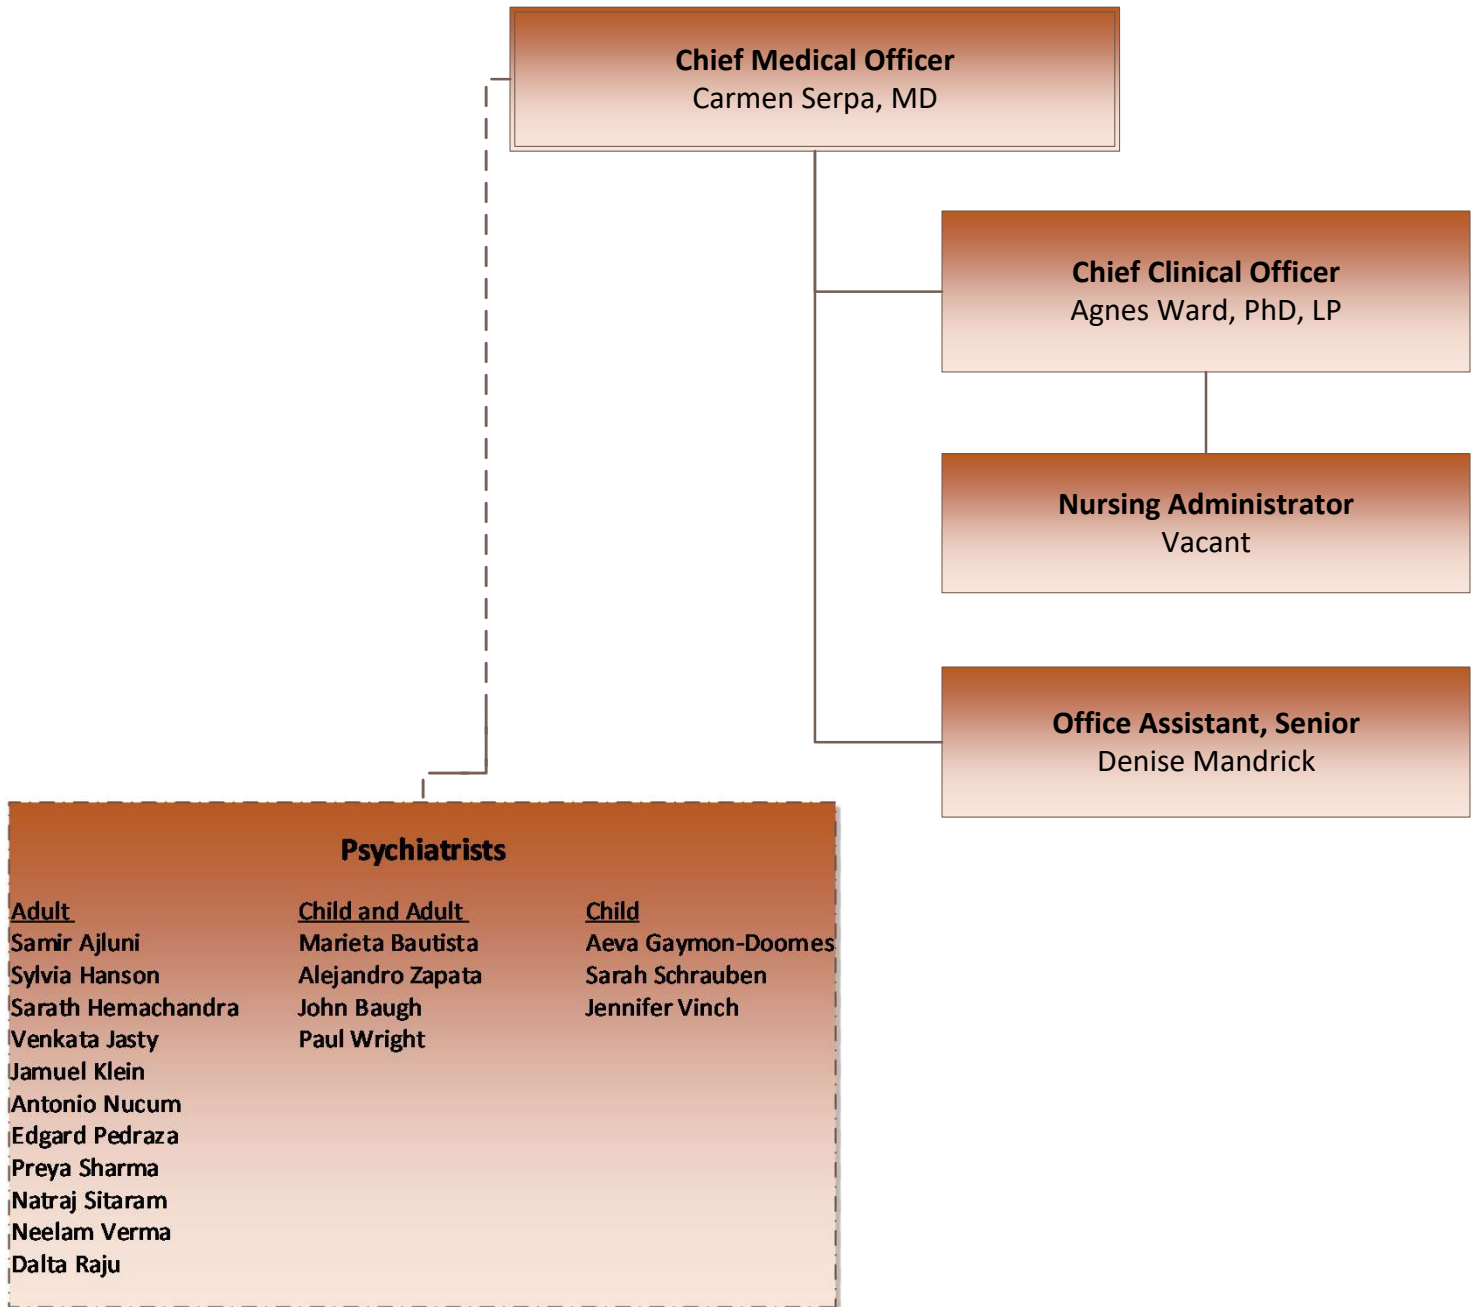 Chief Medical Officer
Carmen Serpa, MD
Chief Clinical Officer
Agnes Ward, PhD, LP
Nursing Administrator
Vacant
Office Assistant, Senior
Denise Mandrick
Psychiatrists
Adult
Samir Ajluni
Sylvia Hanson
Sarath Hemachandra
Venkata Jasty
Jamuel Klein
Antonio Nucum
Edgard Pedraza
Preya Sharma
Natraj Sitaram
Neelam Verma
Dalta Raju
Child and Adult
Marieta Bautista
Alejandro Zapata
John Baugh
Paul Wright
Child
Aeva Gaymon-Doomes
Sarah Schrauben
Jennifer Vinch